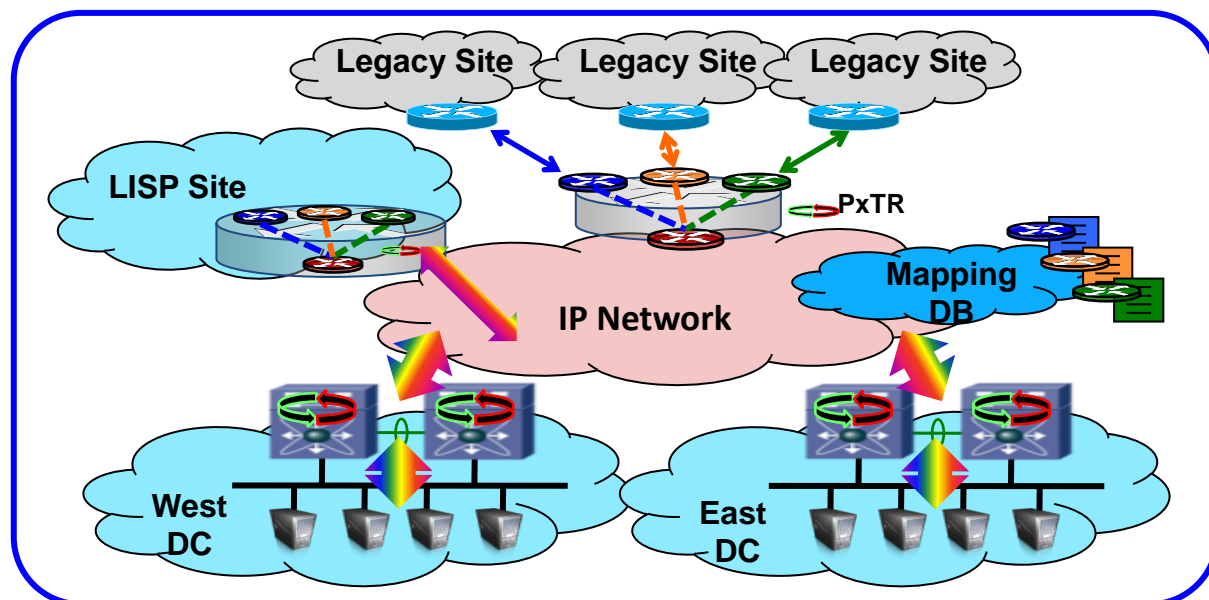 Legacy Site
Legacy Site
Legacy Site
LISP Site
PxTR
Mapping
DB
IP Network
West
DC
East
DC